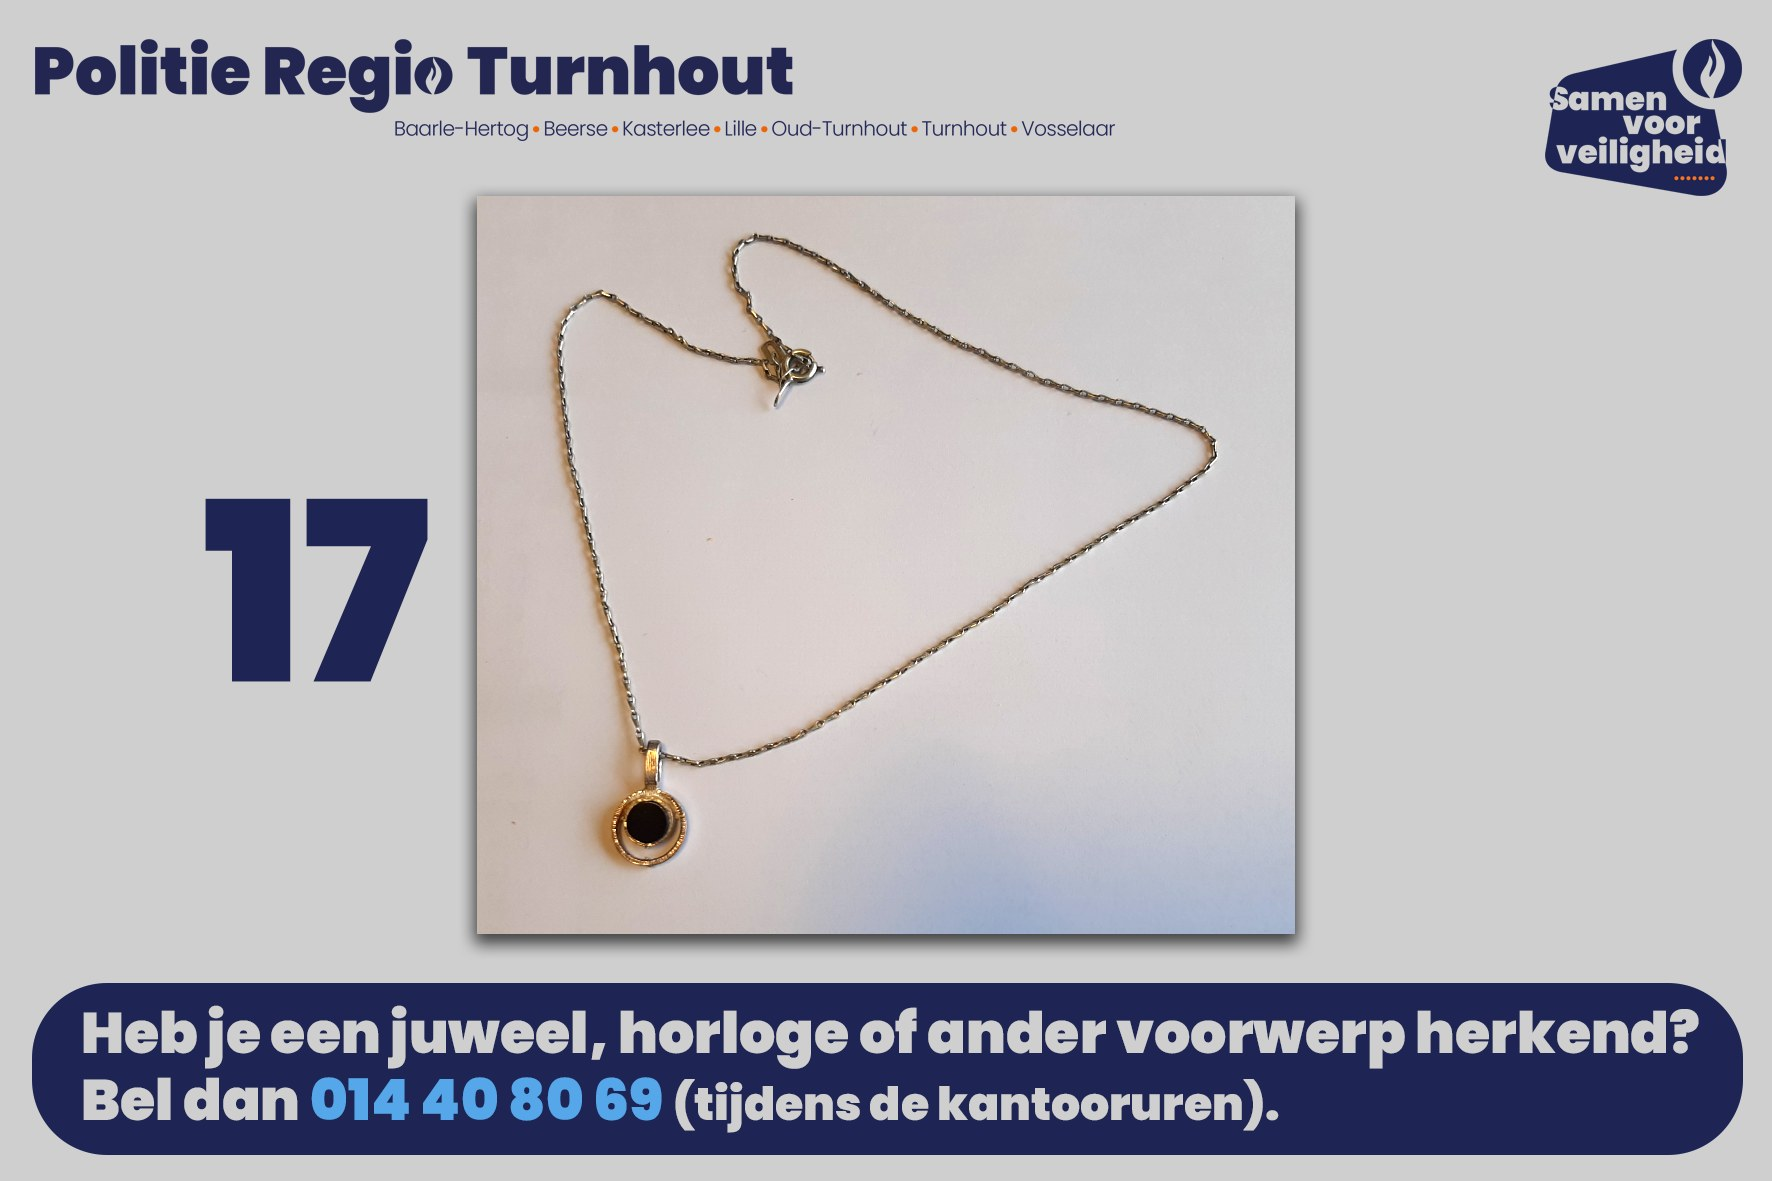 Politie Regio Turnhout
Baarle-Hertog • Beerse • Kasterlee • Lille • Oud-Turnhout • Turnhout • Vosselaar
Samen
voor
veiligheid
17
Heb je een juweel, horloge of ander voorwerp herkend?
Bel dan 014 40 80 69 (tijdens de kantooruren).